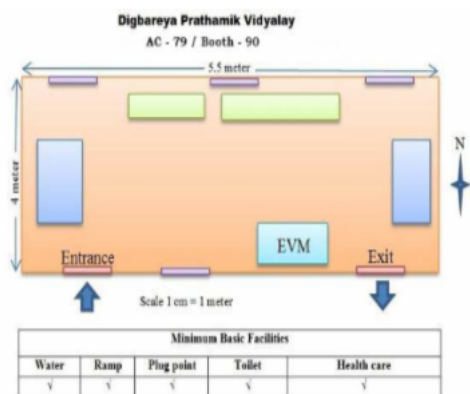 Digbareya Prathamik Vidyalay
AC - 79 / Booth - 90
5.5 meter
4 meter
N
EVM
Entrance
Exit
Scale 1 cm = 1 meter
Minimum Basic Facilities
Water Ramp Plug point Toilet Health care
√ √ √ √ √